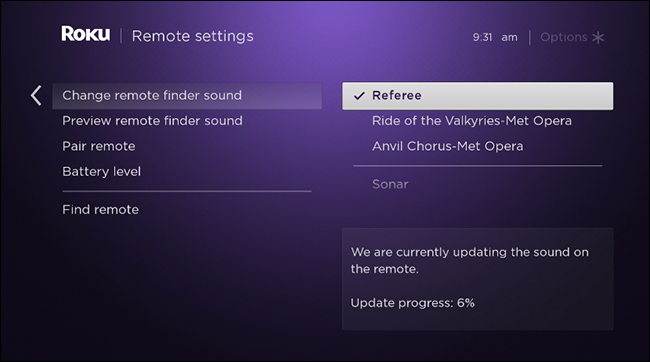 Roku | Remote settings
9:31 am | Options
Change remote finder sound
Preview remote finder sound
Pair remote
Battery level
Find remote
Referee
Ride of the Valkyries-Met Opera
Anvil Chorus-Met Opera
Sonar
We are currently updating the sound on
the remote.
Update progress: 6%